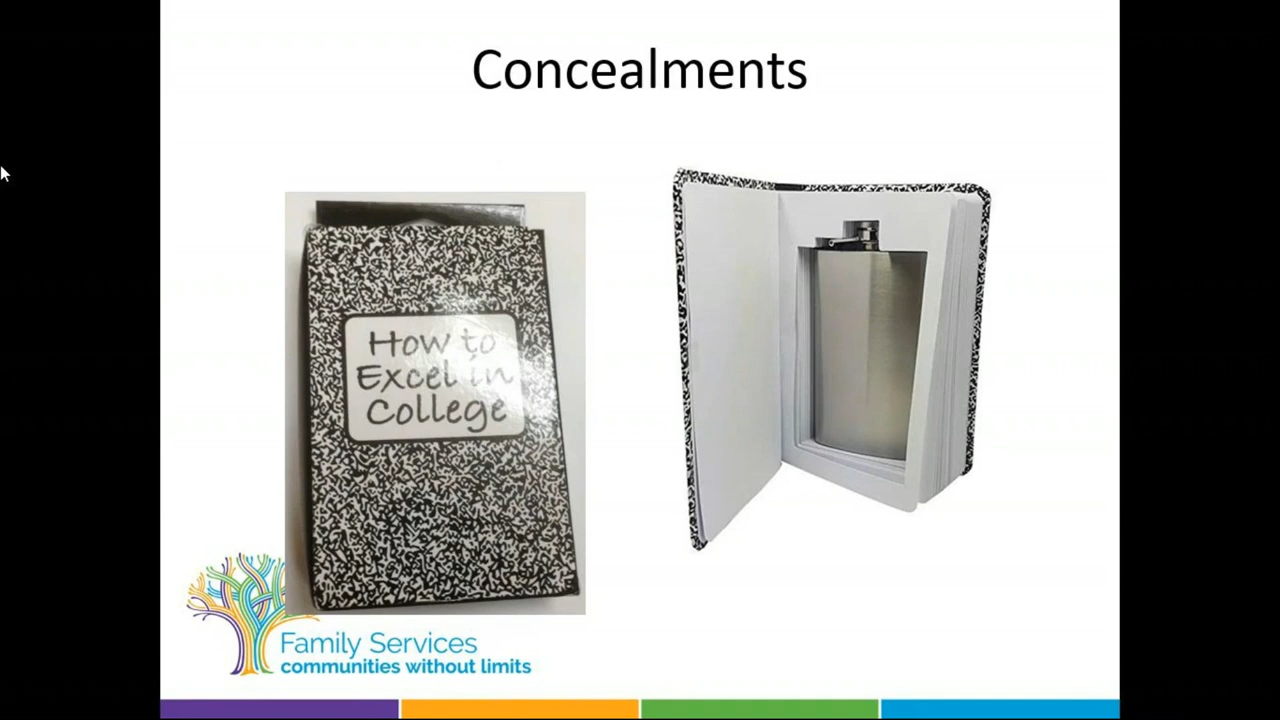 Concealments
How to
Excel in
College
Family Services
communities without limits